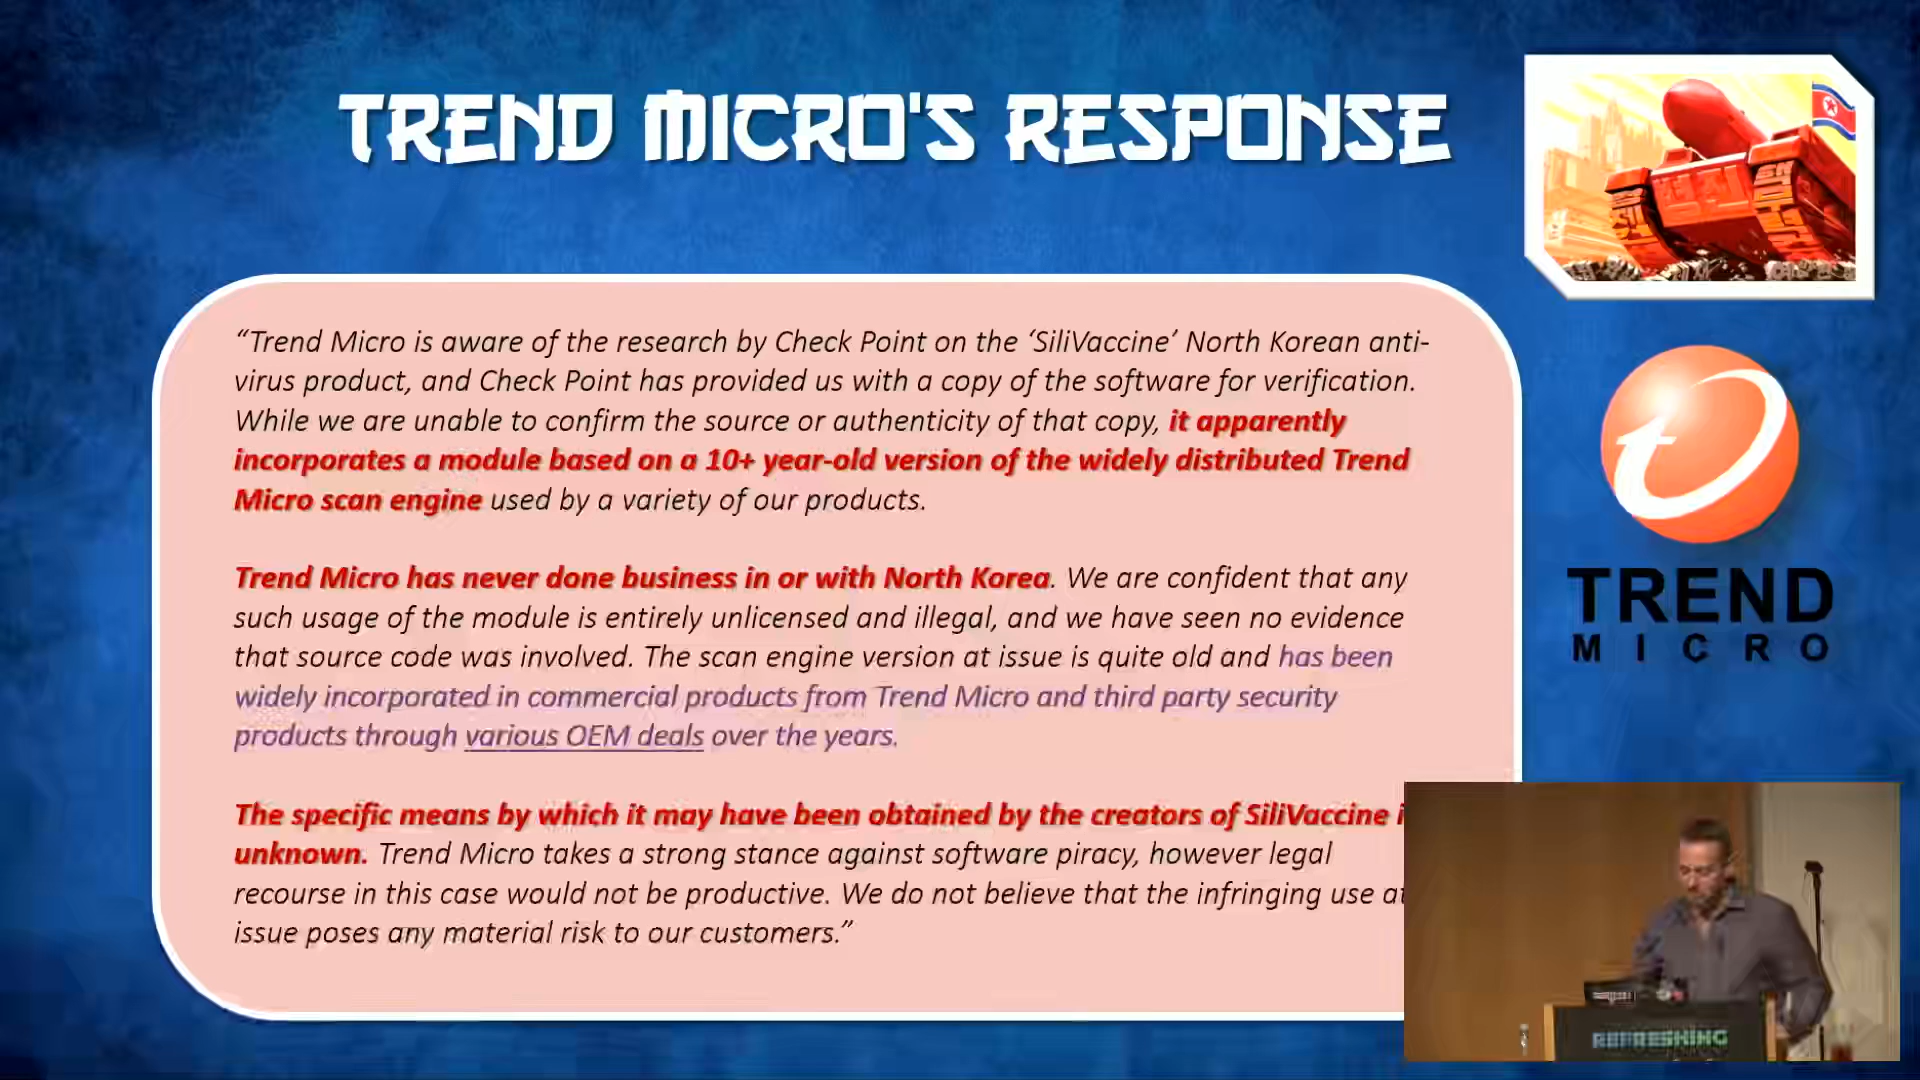 TREND MICRO'S RESPONSE
“Trend Micro is aware of the research by Check Point on the ‘SiliVaccine’ North Korean anti-
virus product, and Check Point has provided us with a copy of the software for verification.
While we are unable to confirm the source or authenticity of that copy, it apparently
incorporates a module based on a 10+ year-old version of the widely distributed Trend
Micro scan engine used by a variety of our products.
Trend Micro has never done business in or with North Korea. We are confident that any
such usage of the module is entirely unlicensed and illegal, and we have seen no evidence
that source code was involved. The scan engine version at issue is quite old and has been
widely incorporated in commercial products from Trend Micro and third party security
products through various OEM deals over the years.
The specific means by which it may have been obtained by the creators of SiliVaccine
unknown. Trend Micro takes a strong stance against software piracy, however legal
recourse in this case would not be productive. We do not believe that the infringing use at
issue poses any material risk to our customers.”
TREND
MICRO
REFRESHING